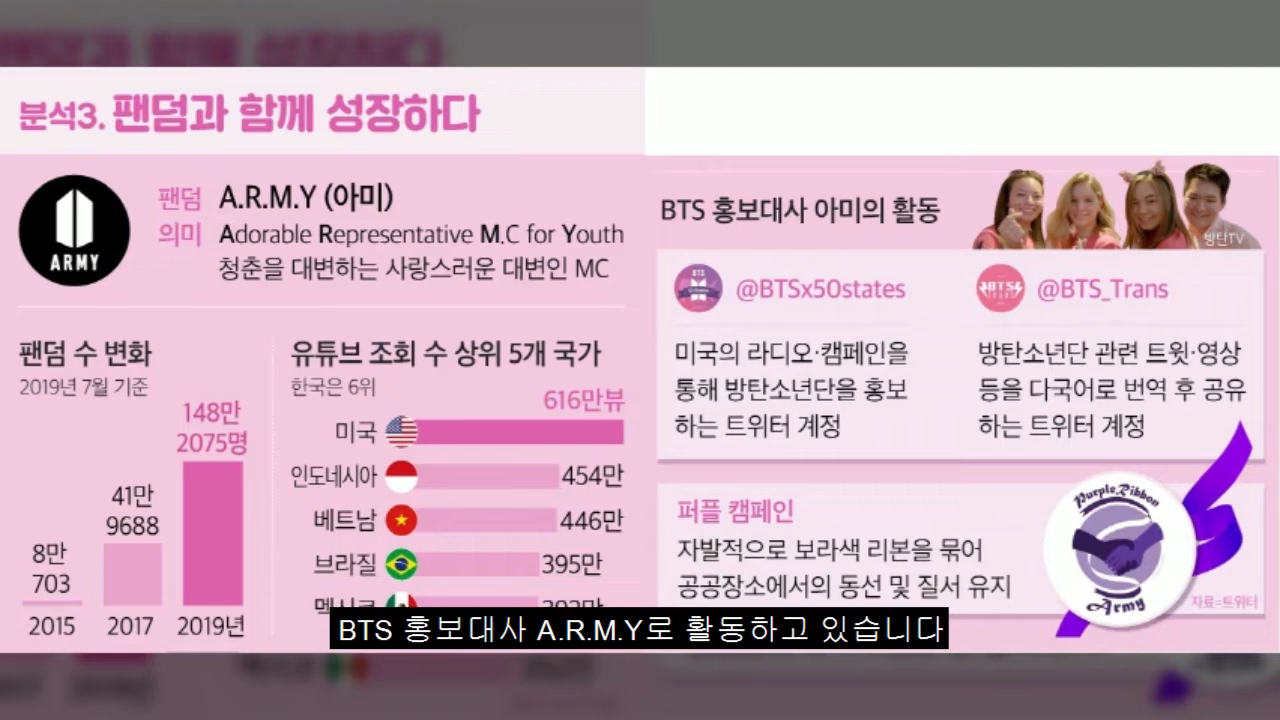 분석3. 팬덤과 함께 성장하다
ARMY
팬덤 A.R.M.Y (아미)
의미 Adorable Representative M.C for Youth
청춘을 대변하는 사랑스러운 대변인 MC
팬덤 수 변화
2019년 7월 기준
148만
2075명
41만
9688
8만
703
2015 2017 2019년
유튜브 조회 수 상위 5개 국가
한국은 6위
616만뷰
미국
인도네시아 454만
베트남 446만
브라질 395만
BTS 홍보대사 아미의 활동
방탄TV
BTS
@BTSx50states
미국의 라디오·캠페인을
통해 방탄소년단을 홍보
하는 트위터 계정
BTS
@BTS_Trans
방탄소년단 관련 트윗·영상
등을 다국어로 번역 후 공유
하는 트위터 계정
퍼플 캠페인
자발적으로 보라색 리본을 묶어
공공장소에서의 동선 및 질서 유지
Purple Ribbon
Army
자료=트위터
BTS 홍보대사 A.R.M.Y로 활동하고 있습니다